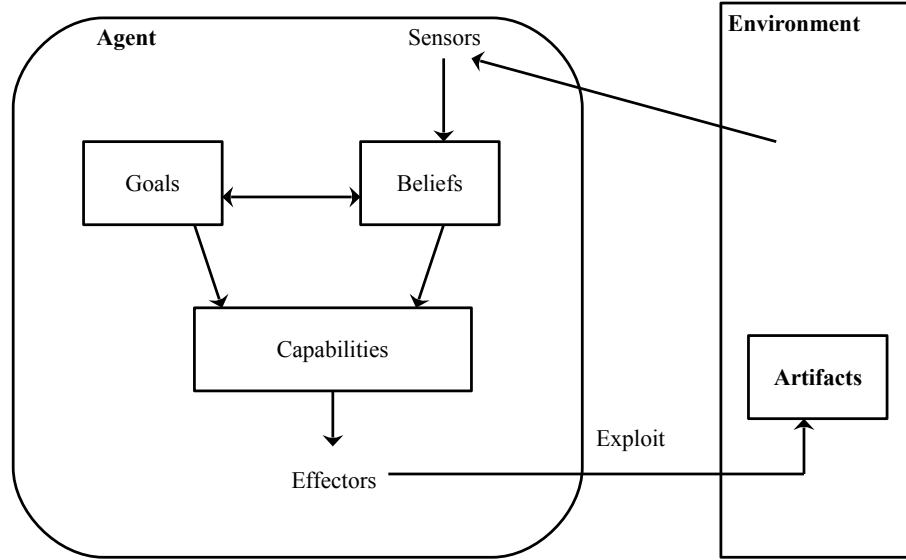 Agent
Sensors
Environment
Goals
Beliefs
Capabilities
Artifacts
Exploit
Effectors